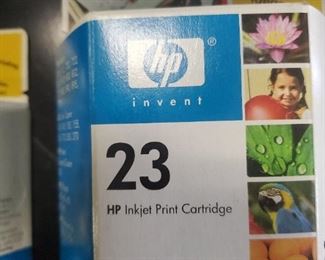 hp
®
invent
23
HP Inkjet Print Cartridge